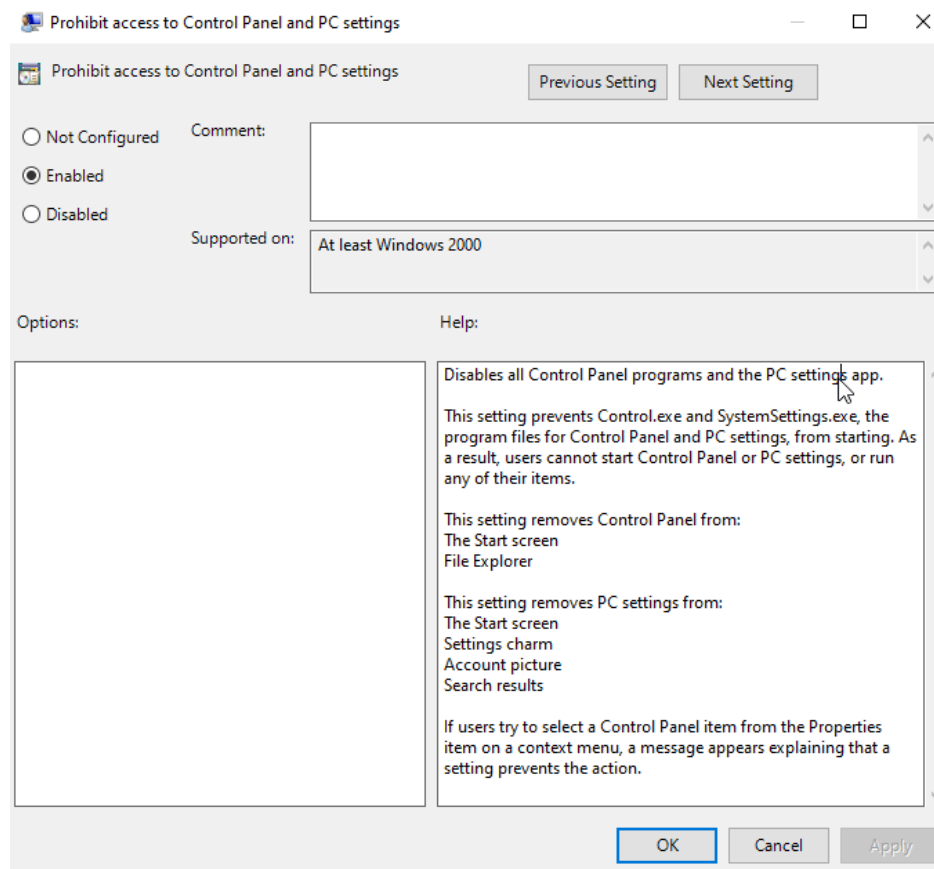 Prohibit access to Control Panel and PC settings
Prohibit access to Control Panel and PC settings
Previous Setting
Next Setting
Not Configured
Comment:
Enabled
Disabled
Supported on:
At least Windows 2000
Options:
Help:
Disables all Control Panel programs and the PC settings app.
This setting prevents Control.exe and SystemSettings.exe, the
program files for Control Panel and PC settings, from starting. As
a result, users cannot start Control Panel or PC settings, or run
any of their items.
This setting removes Control Panel from:
The Start screen
File Explorer
This setting removes PC settings from:
The Start screen
Settings charm
Account picture
Search results
If users try to select a Control Panel item from the Properties
item on a context menu, a message appears explaining that a
setting prevents the action.
OK
Cancel
Apply